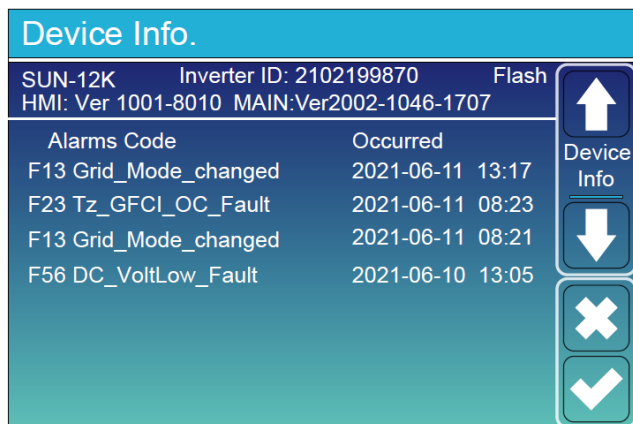 Device Info.
SUN-12K Inverter ID: 2102199870 Flash
HMI: Ver 1001-8010 MAIN:Ver2002-1046-1707
Alarms Code Occurred
F13 Grid_Mode_changed 2021-06-11 13:17
F23 Tz_GFCI_OC_Fault 2021-06-11 08:23
F13 Grid_Mode_changed 2021-06-11 08:21
F56 DC_VoltLow_Fault 2021-06-10 13:05
Device
Info